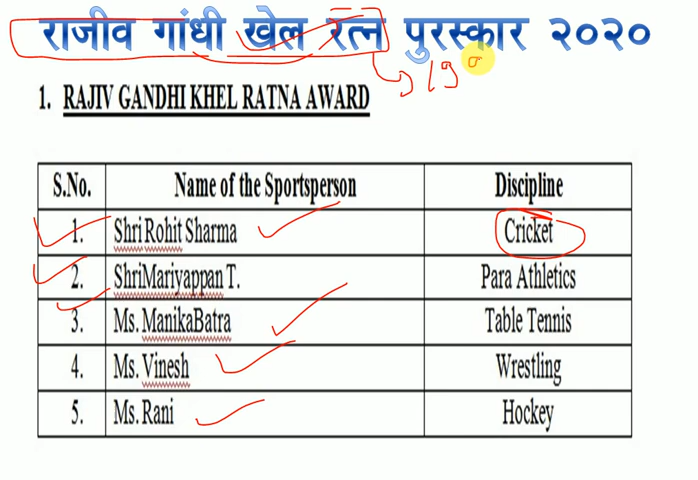 राजीव गांधी खेल रत्न पुरस्कार २०२०
1. RAJIV GANDHI KHEL RATNA AWARD
S.No. Name of the Sportsperson Discipline
1. Shri Rohit Sharma Cricket
2. ShriMariyappan T. Para Athletics
3. Ms. ManikaBatra Table Tennis
4. Ms. Vinesh Wrestling
5. Ms. Rani Hockey